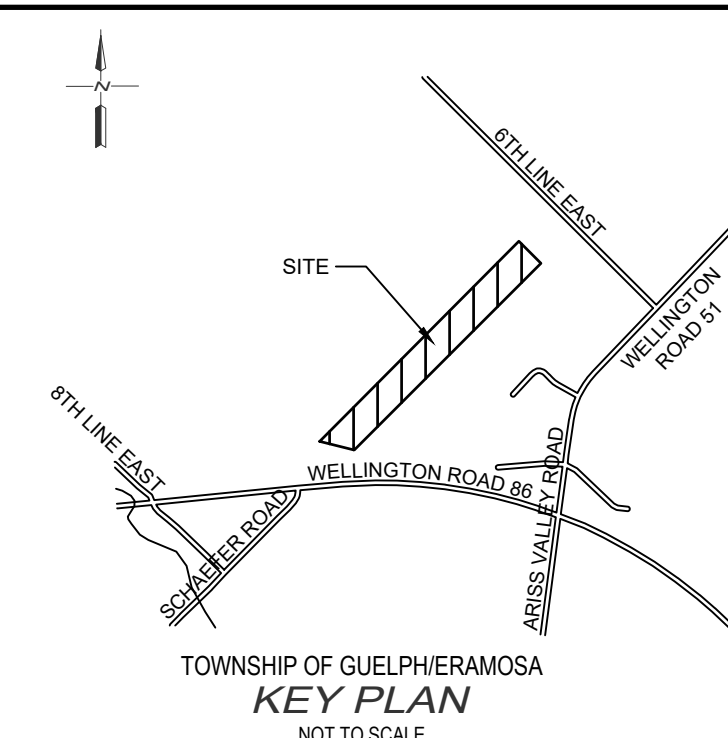 N
6TH LINE EAST
SITE
WELLINGTON
ROAD 51
8TH LINE EAST
WELLINGTON ROAD 86
SCHAEFER ROAD
ARISS VALLEY ROAD
TOWNSHIP OF GUELPH/ERAMOSA
KEY PLAN
NOT TO SCALE